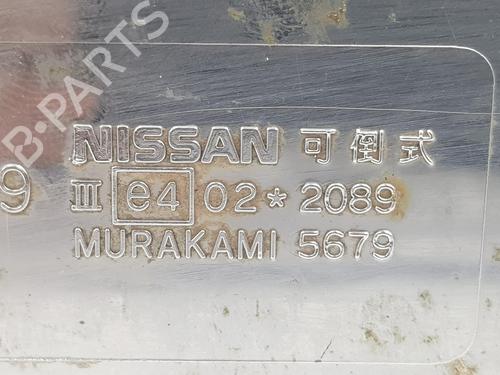 B-PARTS
NISSAN 可倒式
9 III e4 02*2089
MURAKAMI 5679